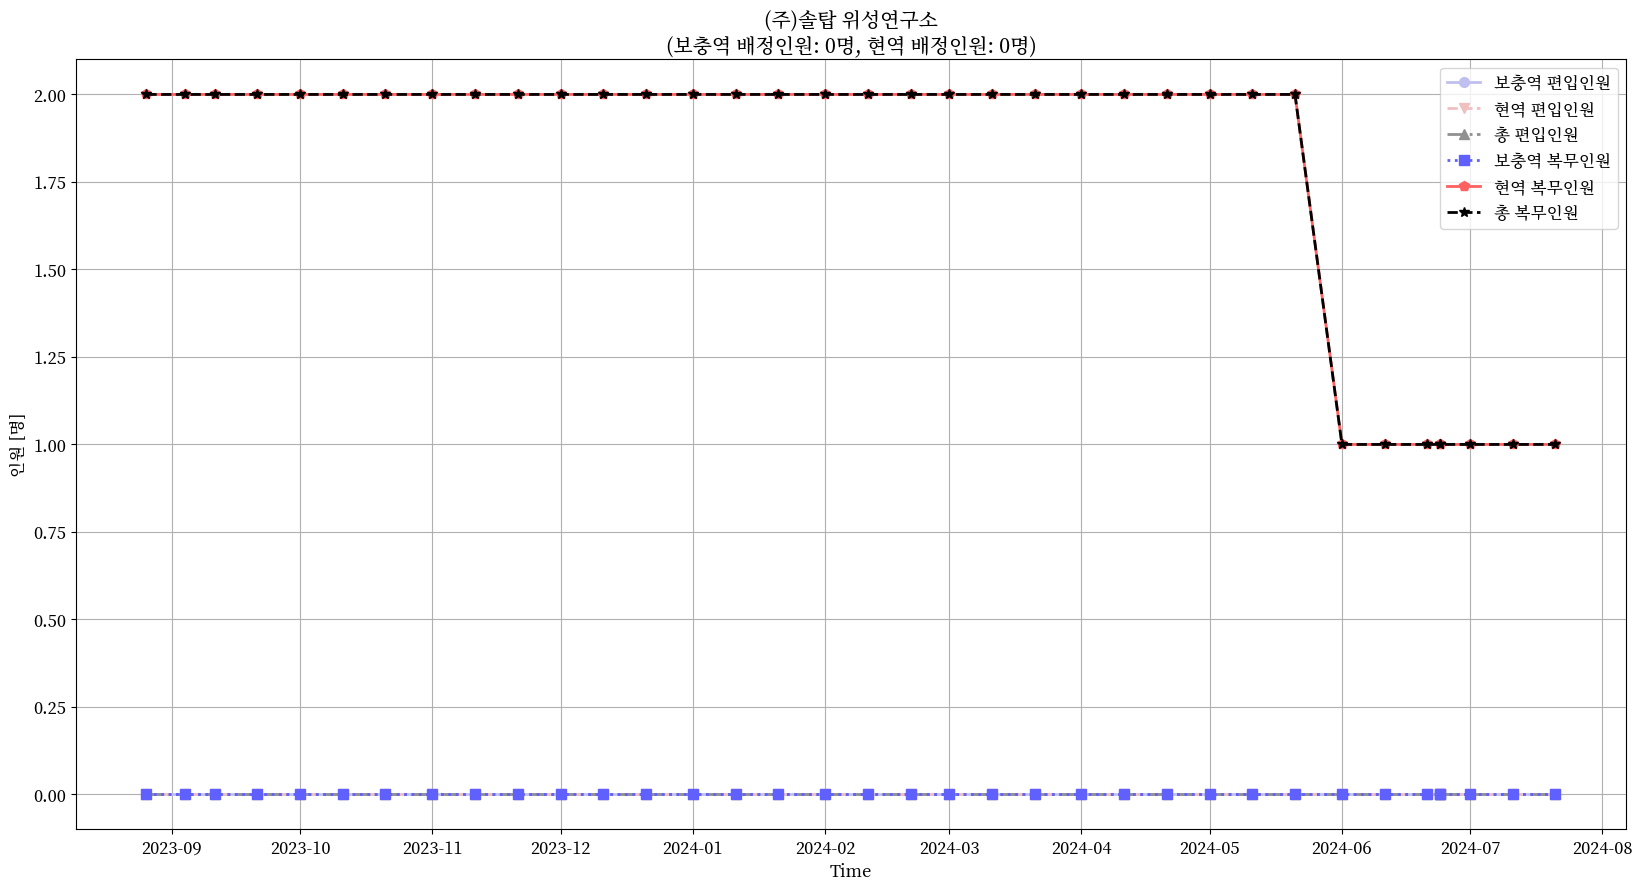 (주)솔탑 위성연구소
(보충역 배정인원: 0명, 현역 배정인원: 0명)
보충역 편입인원
현역 편입인원
총 편입인원
보충역 복무인원
현역 복무인원
총 복무인원
2.00
1.75
1.50
1.25
1.00
0.75
0.50
0.25
0.00
인원 [명]
2023-09 2023-10 2023-11 2023-12 2024-01 2024-02 2024-03 2024-04 2024-05 2024-06 2024-07 2024-08
Time